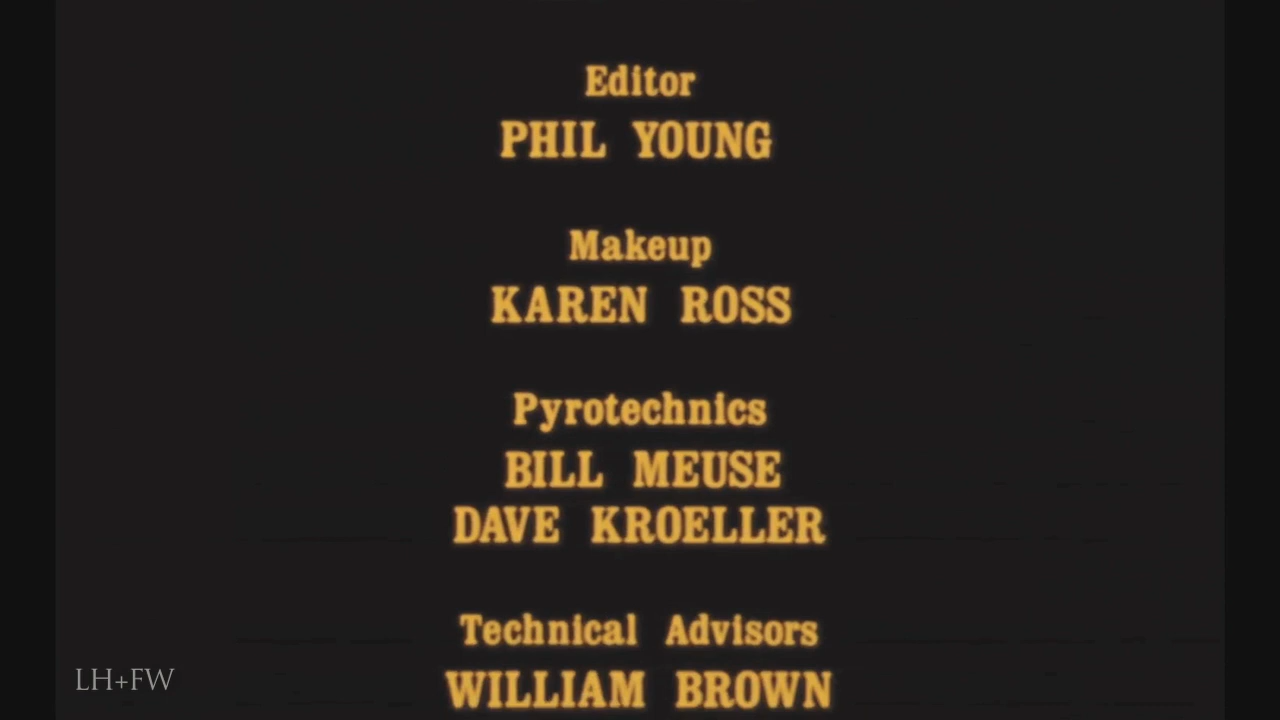 Editor
PHIL YOUNG
Makeup
KAREN ROSS
Pyrotechnics
BILL MEUSE
DAVE KROELLER
Technical Advisors
WILLIAM BROWN
LH+FW